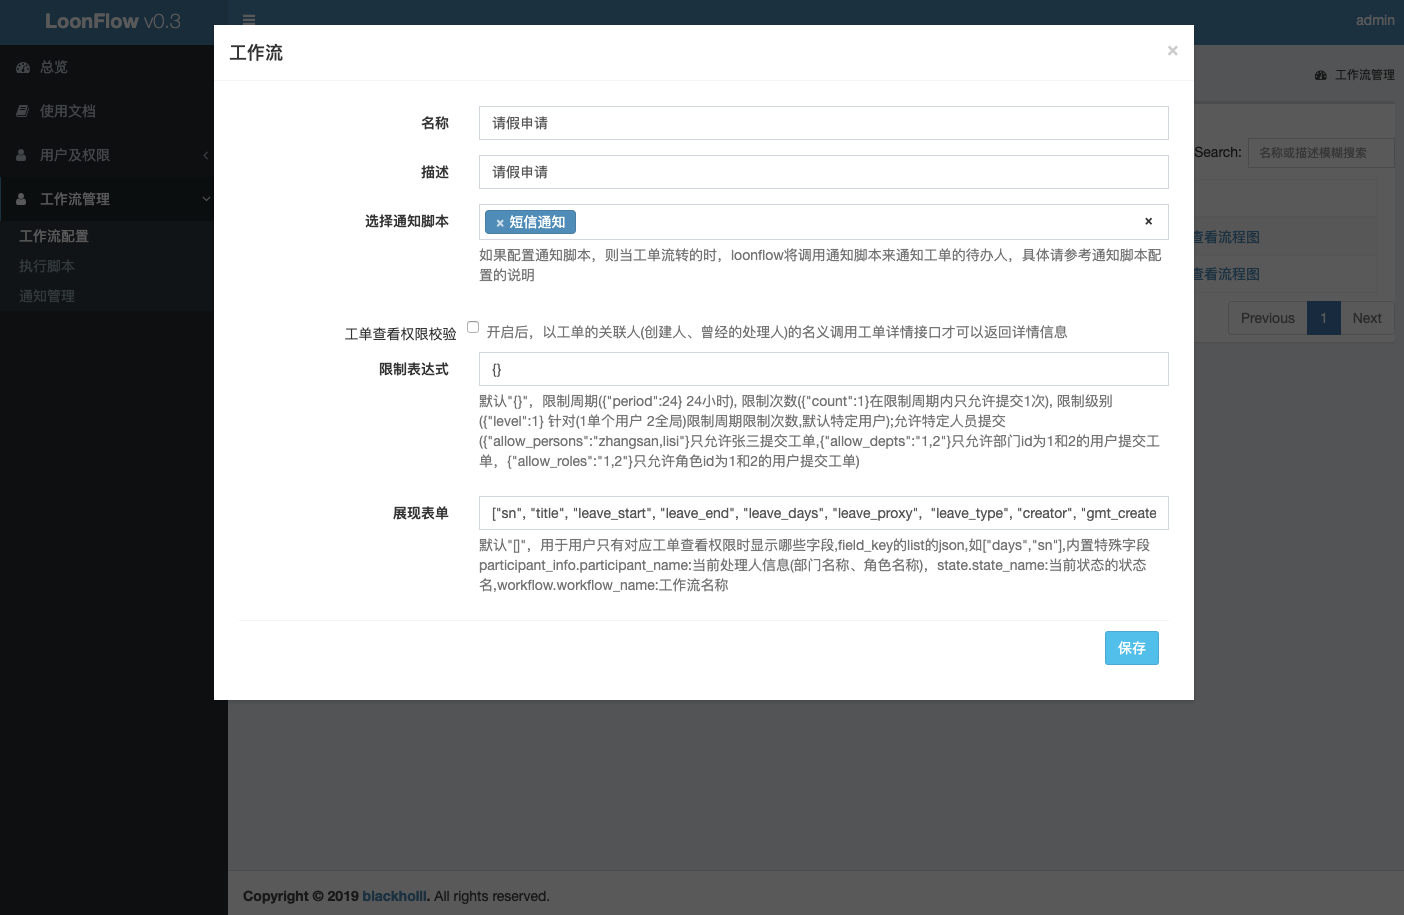 LoonFlow v0.3
admin
总览
使用文档
用户及权限
工作流管理
工作流配置
执行脚本
通知管理
工作流管理
Search: 名称或描述模糊搜索
查看流程图
查看流程图
Previous 1 Next
工作流 ×
名称 请假申请
描述 请假申请
选择通知脚本 × 短信通知 ×
如果配置通知脚本，则当工单流转的时，loonflow将调用通知脚本来通知工单的待办人，具体请参考通知脚本配
置的说明
工单查看权限校验 开启后，以工单的关联人(创建人、曾经的处理人)的名义调用工单详情接口才可以返回详情信息
限制表达式 {}
默认"{}"，限制周期({"period":24} 24小时), 限制次数({"count":1}在限制周期内只允许提交1次), 限制级别
({"level":1} 针对(1单个用户 2全局)限制周期限制次数,默认特定用户);允许特定人员提交
({"allow_persons":"zhangsan,lisi"}只允许张三提交工单,{"allow_depts":"1,2"}只允许部门id为1和2的用户提交工
单，{"allow_roles":"1,2"}只允许角色id为1和2的用户提交工单)
展现表单 ["sn", "title", "leave_start", "leave_end", "leave_days", "leave_proxy",  "leave_type", "creator", "gmt_create
默认"[]"，用于用户只有对应工单查看权限时显示哪些字段,field_key的list的json,如["days","sn"],内置特殊字段
participant_info.participant_name:当前处理人信息(部门名称、角色名称)，state.state_name:当前状态的状态
名,workflow.workflow_name:工作流名称
保存
Copyright © 2019 blackholll. All rights reserved.